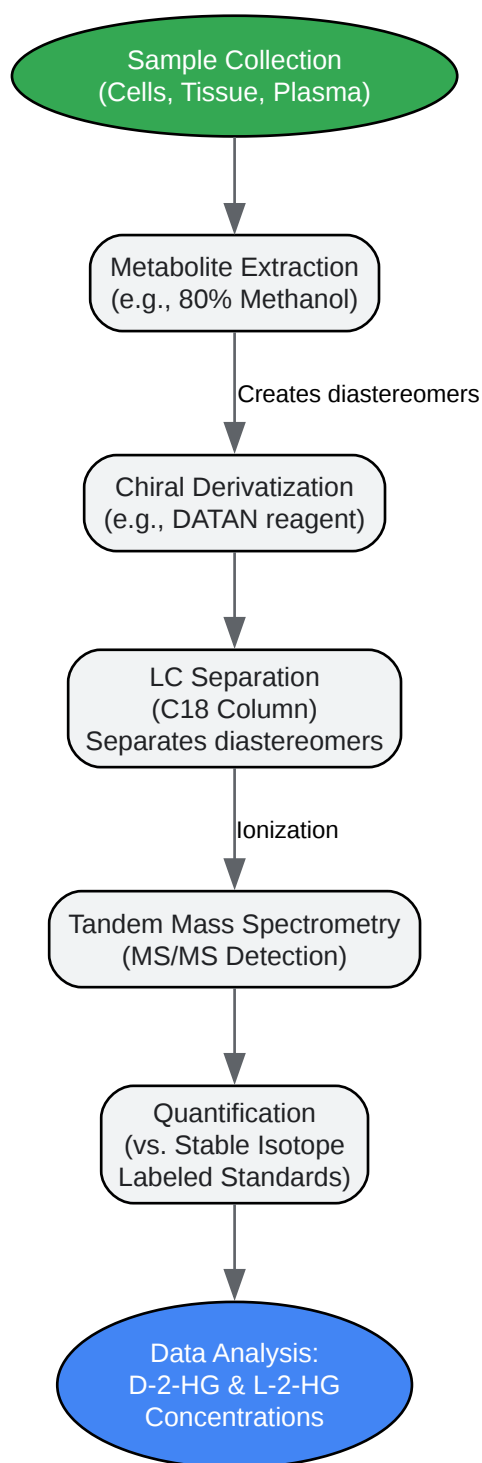 Sample Collection
(Cells, Tissue, Plasma)
Metabolite Extraction
(e.g., 80% Methanol)
Creates diastereomers
Chiral Derivatization
(e.g., DATAN reagent)
LC Separation
(C18 Column)
Separates diastereomers
Ionization
Tandem Mass Spectrometry
(MS/MS Detection)
Quantification
(vs. Stable Isotope
Labeled Standards)
Data Analysis:
D-2-HG & L-2-HG
Concentrations